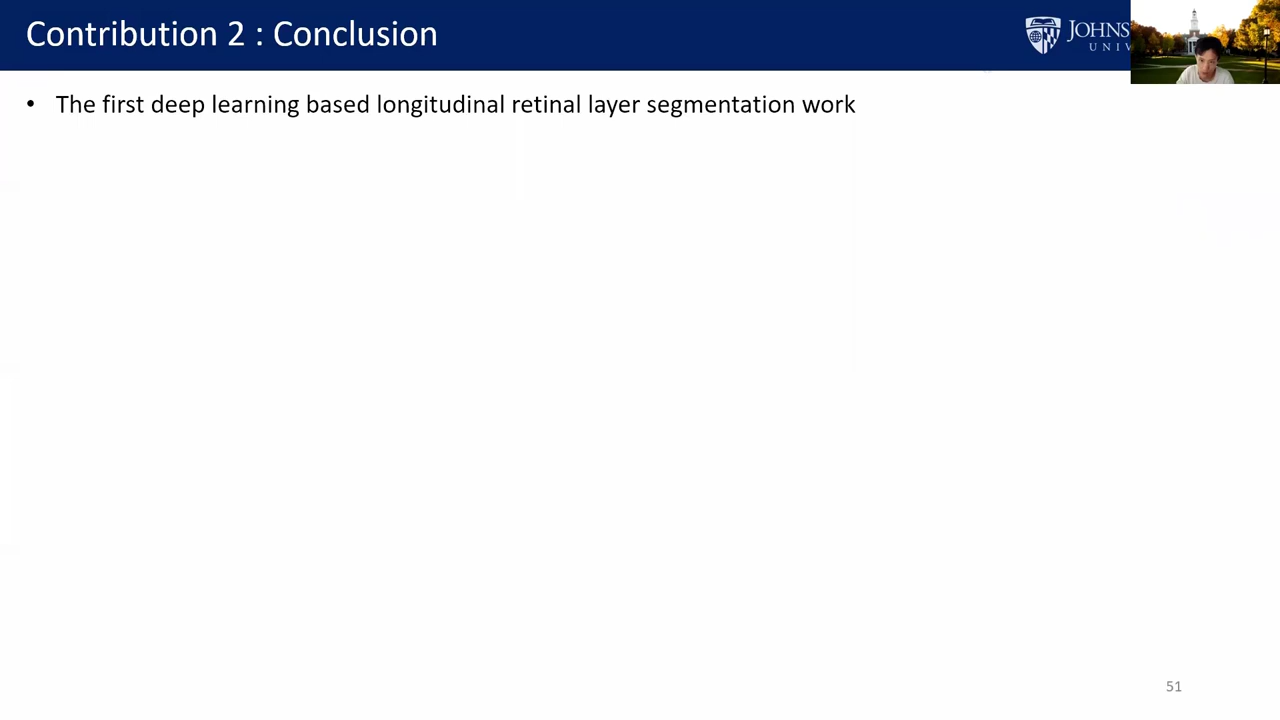 Contribution 2 : Conclusion
JOHNS
UNIV
• The first deep learning based longitudinal retinal layer segmentation work
51